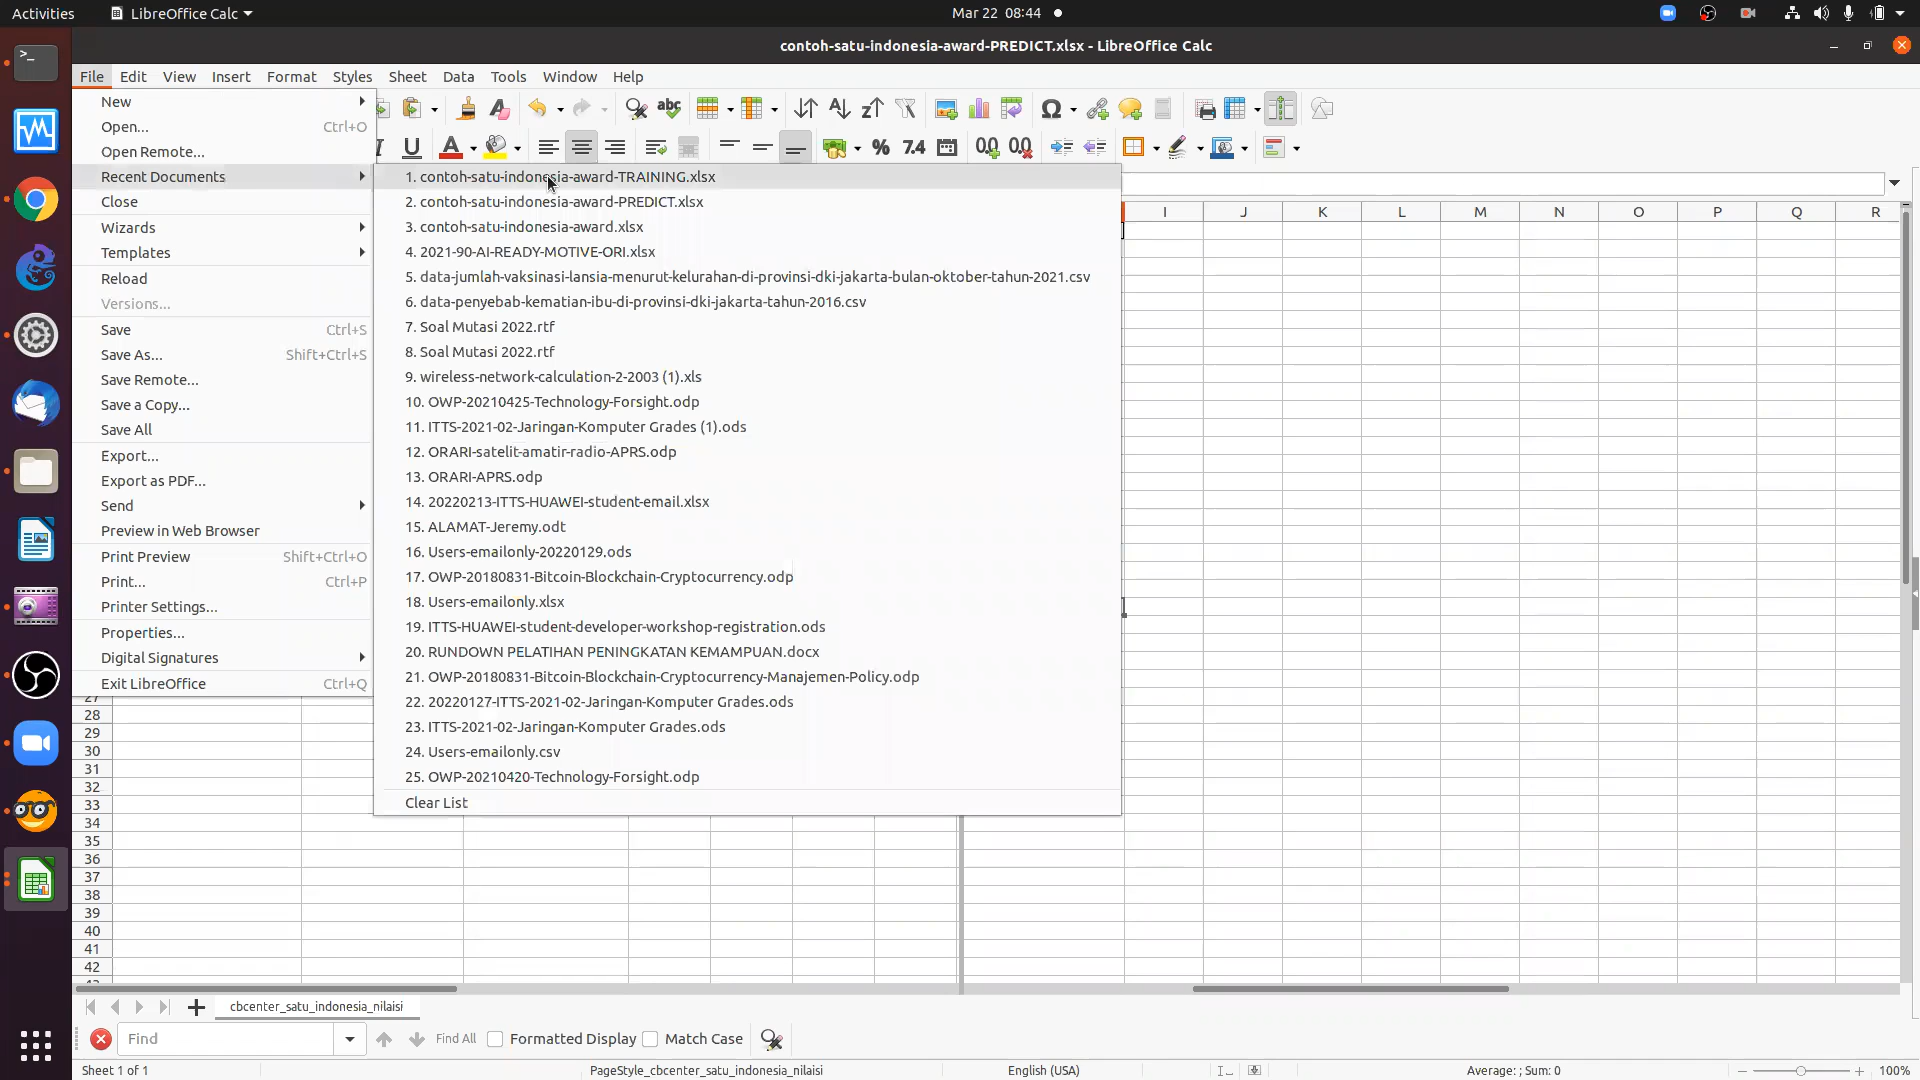 Activities LibreOffice Calc Mar 22 08:44
contoh-satu-indonesia-award-PREDICT.xlsx - LibreOffice Calc
File Edit View Insert Format Styles Sheet Data Tools Window Help
New
Open... Ctrl+O
Open Remote...
Recent Documents
Close
Wizards
Templates
Reload
Versions...
Save Ctrl+S
Save As... Shift+Ctrl+S
Save Remote...
Save a Copy...
Save All
Export...
Export as PDF...
Send
Preview in Web Browser
Print Preview Shift+Ctrl+O
Print... Ctrl+P
Printer Settings...
Properties...
Digital Signatures
Exit LibreOffice Ctrl+Q
1. contoh-satu-indonesia-award-TRAINING.xlsx
2. contoh-satu-indonesia-award-PREDICT.xlsx
3. contoh-satu-indonesia-award.xlsx
4. 2021-90-AI-READY-MOTIVE-ORI.xlsx
5. data-jumlah-vaksinasi-lansia-menurut-kelurahan-di-provinsi-dki-jakarta-bulan-oktober-tahun-2021.csv
6. data-penyebab-kematian-ibu-di-provinsi-dki-jakarta-tahun-2016.csv
7. Soal Mutasi 2022.rtf
8. Soal Mutasi 2022.rtf
9. wireless-network-calculation-2-2003 (1).xls
10. OWP-20210425-Technology-Forsight.odp
11. ITTS-2021-02-Jaringan-Komputer Grades (1).ods
12. ORARI-satelit-amatir-radio-APRS.odp
13. ORARI-APRS.odp
14. 20220213-ITTS-HUAWEI-student-email.xlsx
15. ALAMAT-Jeremy.odt
16. Users-emailonly-20220129.ods
17. OWP-20180831-Bitcoin-Blockchain-Cryptocurrency.odp
18. Users-emailonly.xlsx
19. ITTS-HUAWEI-student-developer-workshop-registration.ods
20. RUNDOWN PELATIHAN PENINGKATAN KEMAMPUAN.docx
21. OWP-20180831-Bitcoin-Blockchain-Cryptocurrency-Manajemen-Policy.odp
22. 20220127-ITTS-2021-02-Jaringan-Komputer Grades.ods
23. ITTS-2021-02-Jaringan-Komputer Grades.ods
24. Users-emailonly.csv
25. OWP-20210420-Technology-Forsight.odp
Clear List
I J K L M N O P Q R
27
28
29
30
31
32
33
34
35
36
37
38
39
40
41
42
cbcenter_satu_indonesia_nilaisi
Find Find All Formatted Display Match Case
Sheet 1 of 1 PageStyle_cbcenter_satu_indonesia_nilaisi English (USA) Average: ; Sum: 0 100%